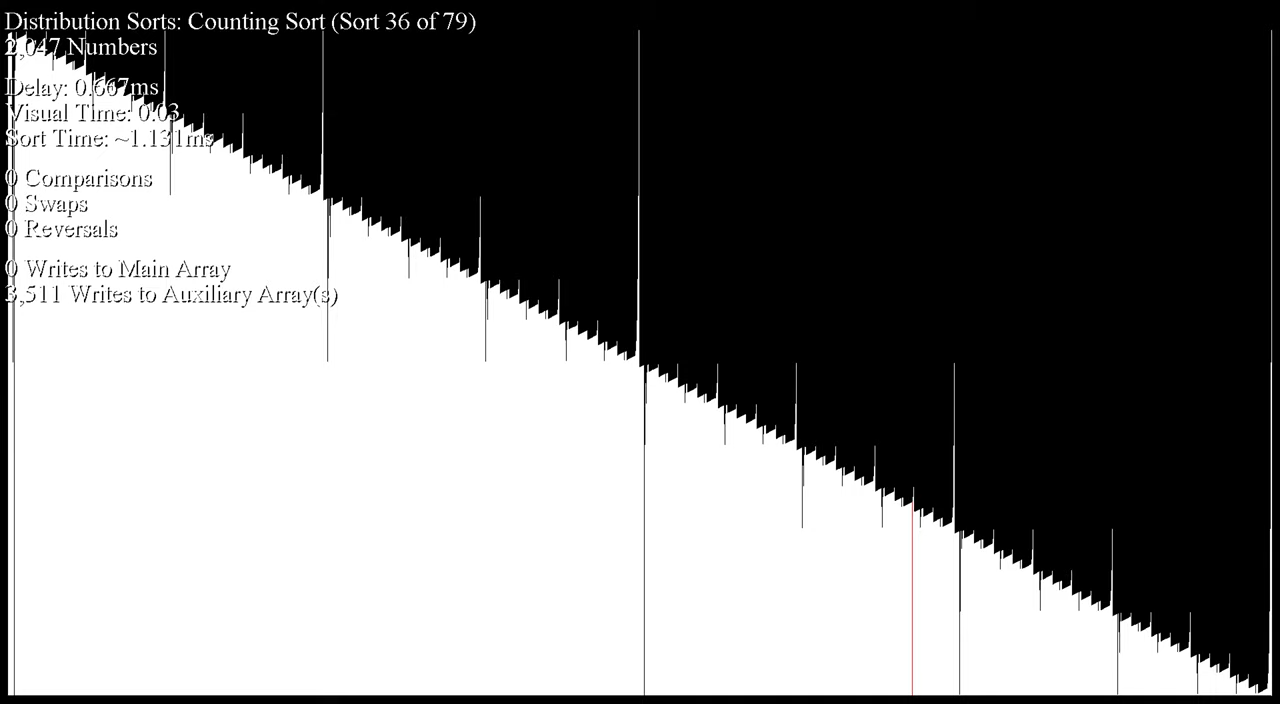 Distribution Sorts: Counting Sort (Sort 36 of 79)
2,047 Numbers
Delay: 0.667ms
Visual Time: 0:03
Sort Time: ~1.131ms
0 Comparisons
0 Swaps
0 Reversals
0 Writes to Main Array
3,511 Writes to Auxiliary Array(s)